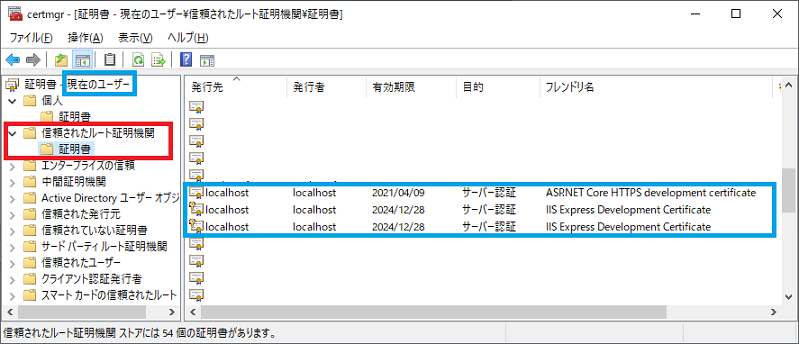 certmgr - [証明書 - 現在のユーザー¥信頼されたルート証明機関¥証明書]
ファイル(F) 操作(A) 表示(V) ヘルプ(H)
証明書 - 現在のユーザー
個人
証明書
信頼されたルート証明機関
証明書
エンタープライズの信頼
中間証明機関
Active Directory ユーザー オブジ
信頼された発行元
信頼されていない証明書
サード パーティ ルート証明機関
信頼されたユーザー
クライアント認証発行者
スマート カードの信頼されたルート
発行先 発行者 有効期限 目的 フレンドリ名
localhost localhost 2021/04/09 サーバー認証 ASP.NET Core HTTPS development certificate
localhost localhost 2024/12/28 サーバー認証 IIS Express Development Certificate
localhost localhost 2024/12/28 サーバー認証 IIS Express Development Certificate
信頼されたルート証明機関 ストアには 54 個の証明書があります。